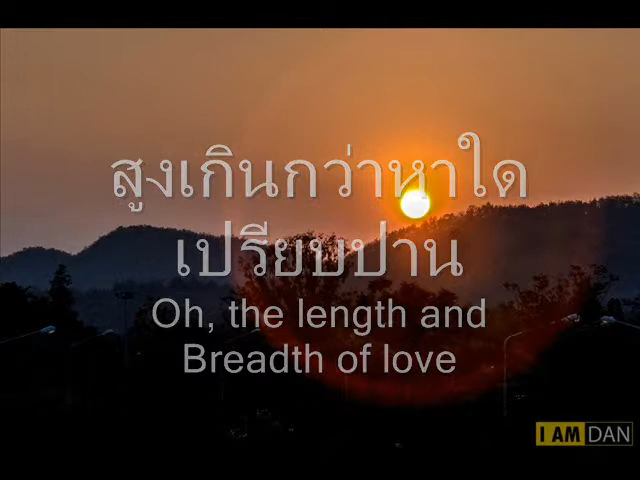 สูงเกินกว่าหาใด
เปรียบปาน
Oh, the length and
Breadth of love
I AM DAN